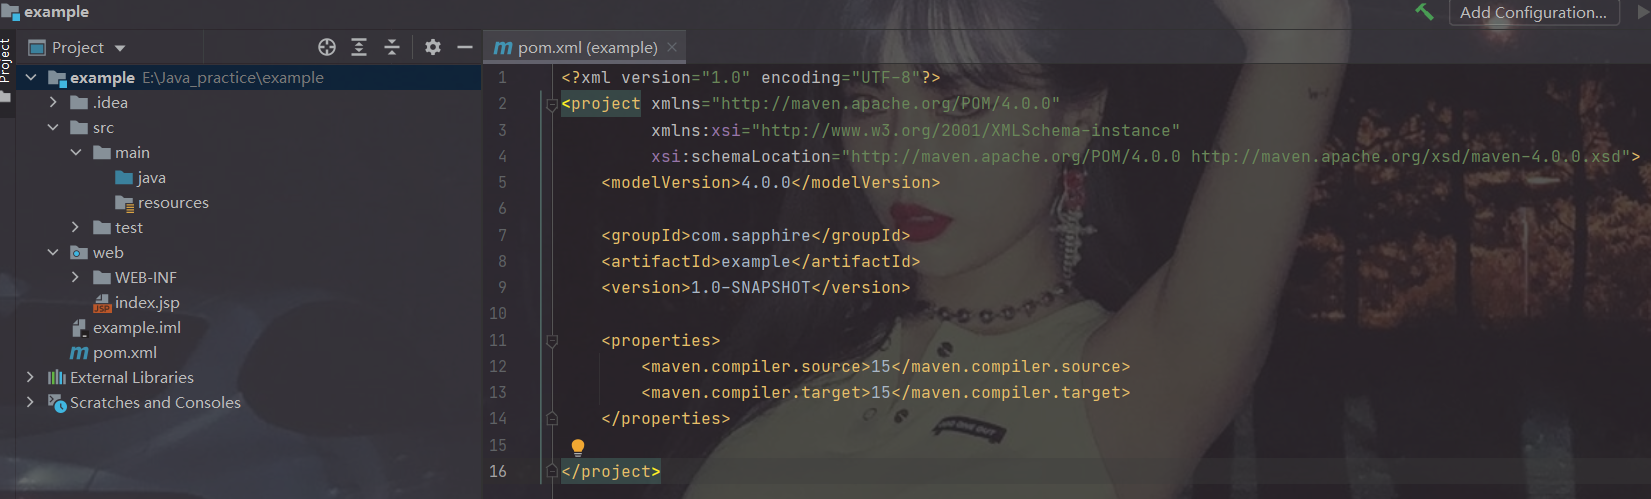 example
Add Configuration...
Project
Project
pom.xml (example)
example E:\Java_practice\example
.idea
src
main
java
resources
test
web
WEB-INF
index.jsp
example.iml
pom.xml
External Libraries
Scratches and Consoles
1 <?xml version="1.0" encoding="UTF-8"?>
2 <project xmlns="http://maven.apache.org/POM/4.0.0"
3 xmlns:xsi="http://www.w3.org/2001/XMLSchema-instance"
4 xsi:schemaLocation="http://maven.apache.org/POM/4.0.0 http://maven.apache.org/xsd/maven-4.0.0.xsd">
5 <modelVersion>4.0.0</modelVersion>
6
7 <groupId>com.sapphire</groupId>
8 <artifactId>example</artifactId>
9 <version>1.0-SNAPSHOT</version>
10
11 <properties>
12 <maven.compiler.source>15</maven.compiler.source>
13 <maven.compiler.target>15</maven.compiler.target>
14 </properties>
15
16 </project>